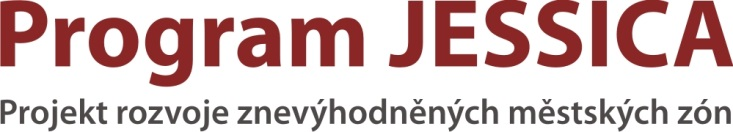 Program JESSICA
Projekt rozvoje znevýhodněných městských zón